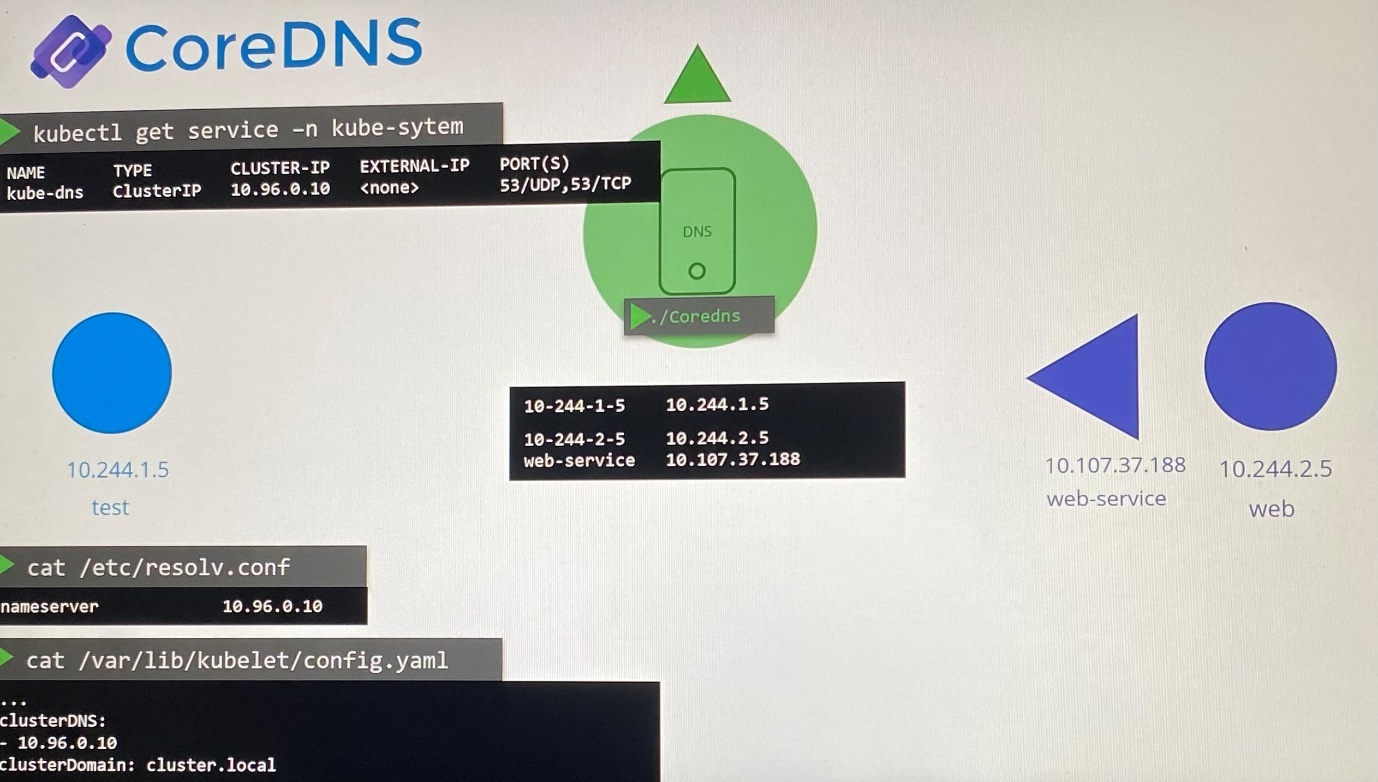 CoreDNS
kubectl get service –n kube-sytem
NAME TYPE CLUSTER-IP EXTERNAL-IP PORT(S)
kube-dns ClusterIP 10.96.0.10 <none> 53/UDP,53/TCP
DNS
./Coredns
10-244-1-5 10.244.1.5
10-244-2-5 10.244.2.5
web-service 10.107.37.188
10.244.1.5
test
10.107.37.188
web-service
10.244.2.5
web
cat /etc/resolv.conf
nameserver 10.96.0.10
cat /var/lib/kubelet/config.yaml
...
clusterDNS:
- 10.96.0.10
clusterDomain: cluster.local